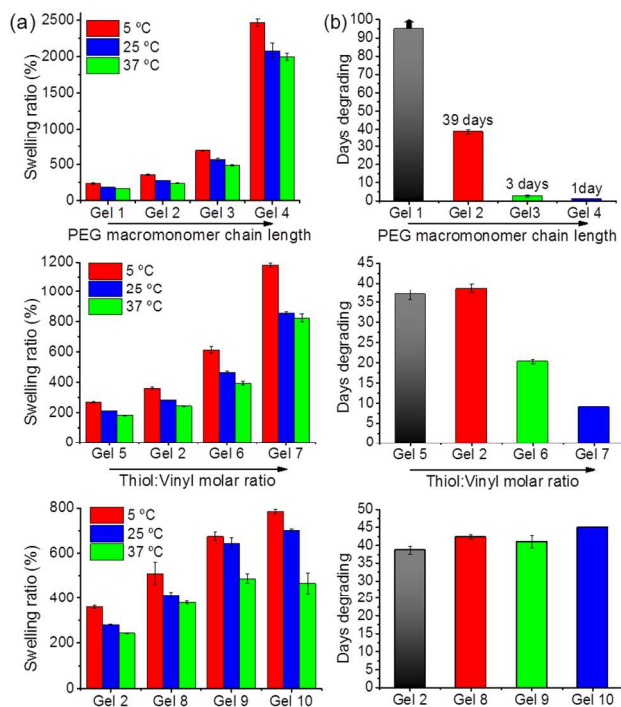 (a)
Swelling ratio (%)
2500
2000
1500
1000
500
250
0
5 °C
25 °C
37 °C
Gel 1 Gel 2 Gel 3 Gel 4
PEG macromonomer chain length
(b)
Days degrading
100
90
80
70
60
50
40
30
20
10
0
39 days
3 days
1day
Gel 1 Gel 2 Gel3 Gel 4
PEG macromonomer chain length
Swelling ratio (%)
1200
1000
800
600
400
200
0
5 °C
25 °C
37 °C
Gel 5 Gel 2 Gel 6 Gel 7
Thiol:Vinyl molar ratio
Days degrading
45
40
35
30
25
20
15
10
5
0
Gel 5 Gel 2 Gel 6 Gel 7
Thiol:Vinyl molar ratio
Swelling ratio (%)
800
600
400
200
0
5 °C
25 °C
37 °C
Gel 2 Gel 8 Gel 9 Gel 10
Days degrading
50
45
40
35
30
25
20
15
10
5
0
Gel 2 Gel 8 Gel 9 Gel 10